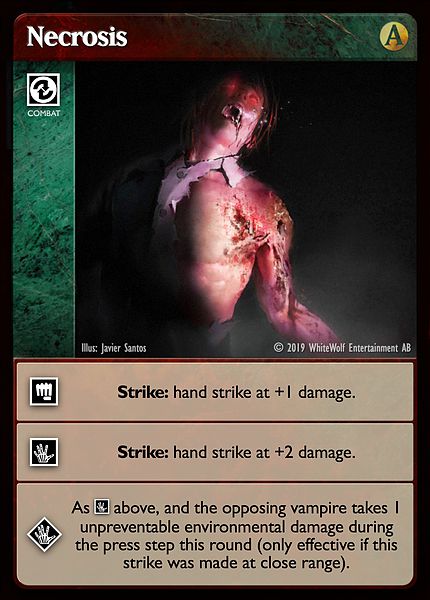 Necrosis
A
COMBAT
Illus: Javier Santos
© 2019 WhiteWolf Entertainment AB
Strike: hand strike at +1 damage.
Strike: hand strike at +2 damage.
As above, and the opposing vampire takes 1
unpreventable environmental damage during
the press step this round (only effective if this
strike was made at close range).